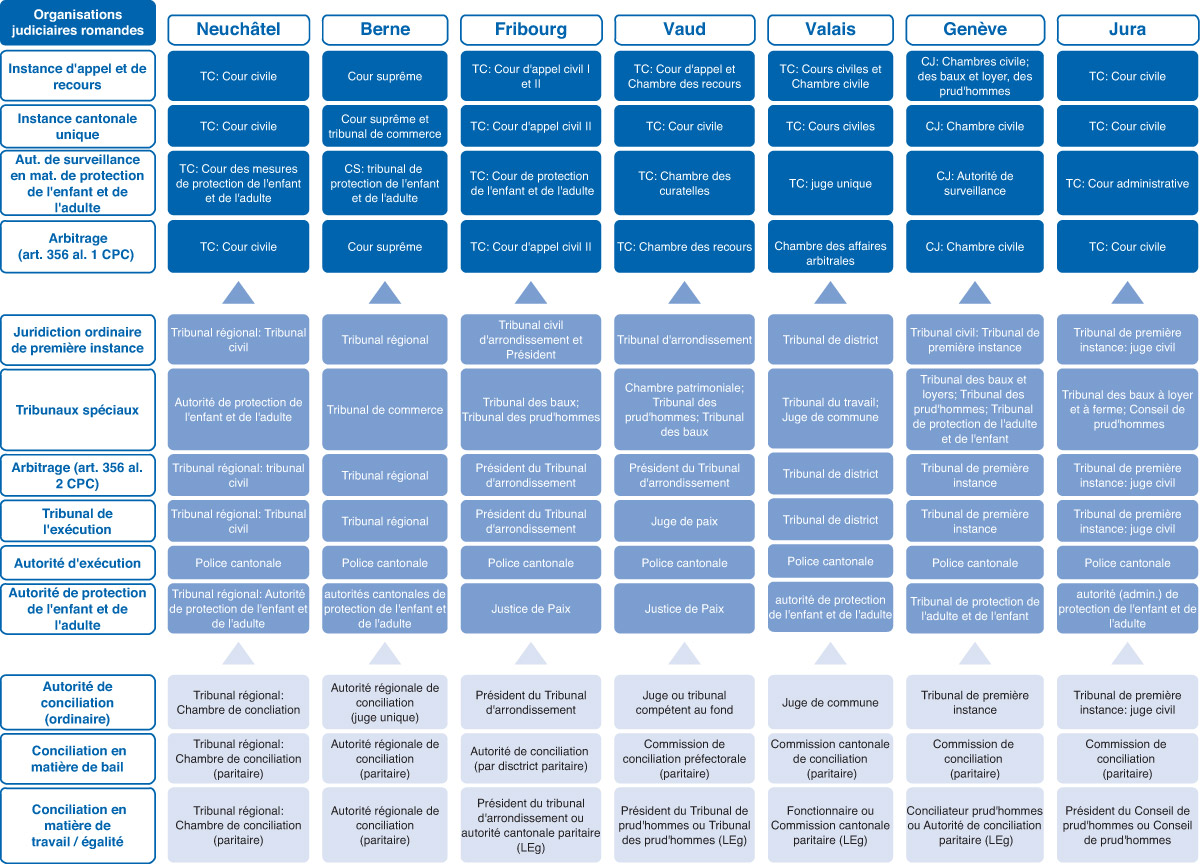 Organisations
judiciaires romandes
Neuchâtel
Berne
Fribourg
Vaud
Valais
Genève
Jura
Instance d'appel et de
recours
TC: Cour civile
Cour suprême
TC: Cour d'appel civil I
et II
TC: Cour d'appel et
Chambre des recours
TC: Cours civiles et
Chambre civile
CJ: Chambres civile;
des baux et loyer, des
prud'hommes
TC: Cour civile
Instance cantonale
unique
TC: Cour civile
Cour suprême et
tribunal de commerce
TC: Cour d'appel civil II
TC: Cour civile
TC: Cours civiles
CJ: Chambre civile
TC: Cour civile
Aut. de surveillance
en mat. de protection
de l'enfant et de
l'adulte
TC: Cour des mesures
de protection de l'enfant
et de l'adulte
CS: tribunal de
protection de l'enfant
et de l'adulte
TC: Cour de protection
de l'enfant et de l'adulte
TC: Chambre des
curatelles
TC: juge unique
CJ: Autorité de
surveillance
TC: Cour administrative
Arbitrage
(art. 356 al. 1 CPC)
TC: Cour civile
Cour suprême
TC: Cour d'appel civil II
TC: Chambre des recours
Chambre des affaires
arbitrales
CJ: Chambre civile
TC: Cour civile
Juridiction ordinaire
de première instance
Tribunal régional: Tribunal
civil
Tribunal régional
Tribunal civil
d'arrondissement et
Président
Tribunal d'arrondissement
Tribunal de district
Tribunal civil: Tribunal de
première instance
Tribunal de première
instance: juge civil
Tribunaux spéciaux
Autorité de protection de
l'enfant et de l'adulte
Tribunal de commerce
Tribunal des baux;
Tribunal des prud'hommes
Chambre patrimoniale;
Tribunal des
prud'hommes; Tribunal
des baux
Tribunal du travail;
Juge de commune
Tribunal des baux et
loyers; Tribunal des
prud'hommes; Tribunal
de protection de l'adulte
et de l'enfant
Tribunal des baux à loyer
et à ferme; Conseil de
prud'hommes
Arbitrage (art. 356 al.
2 CPC)
Tribunal régional: tribunal
civil
Tribunal régional
Président du Tribunal
d'arrondissement
Président du Tribunal
d'arrondissement
Tribunal de district
Tribunal de première
instance
Tribunal de première
instance: juge civil
Tribunal de
l'exécution
Tribunal régional: Tribunal
civil
Tribunal régional
Président du Tribunal
d'arrondissement
Juge de paix
Tribunal de district
Tribunal de première
instance
Tribunal de première
instance: juge civil
Autorité d'exécution
Police cantonale
Police cantonale
Police cantonale
Police cantonale
Police cantonale
Police cantonale
Police cantonale
Autorité de protection
de l'enfant et de
l'adulte
Tribunal régional: Autorité
de protection de l'enfant et
de l'adulte
autorités cantonales de
protection de l'enfant et
de l'adulte
Justice de Paix
Justice de Paix
autorité de protection
de l'enfant et de l'adulte
Tribunal de protection de
l'adulte et de l'enfant
autorité (admin.) de
protection de l'enfant et de
l'adulte
Autorité de
conciliation
(ordinaire)
Tribunal régional:
Chambre de concliation
Autorité régionale de
conciliation
(juge unique)
Président du Tribunal
d'arrondissement
Juge ou tribunal
compétent au fond
Juge de commune
Tribunal de première
instance
Tribunal de première
instance: juge civil
Conciliation en
matière de bail
Tribunal régional:
Chambre de conciliation
(paritaire)
Autorité régionale de
conciliation
(paritaire)
Autorité de conciliation
(par disctrict paritaire)
Commission de
conciliation préfectorale
(paritaire)
Commission cantonale
de conciliation
(paritaire)
Commission de
conciliation
(paritaire)
Commission de
conciliation
(paritaire)
Conciliation en
matière de
travail / égalité
Tribunal régional:
Chambre de conciliation
(paritaire)
Autorité régionale de
conciliation
(paritaire)
Président du tribunal
d'arrondissement ou
autorité cantonale paritaire
(LEg)
Président du Tribunal de
prud'hommes ou Tribunal
des prud'hommes (LEg)
Fonctionnaire ou
Commission cantonale
paritaire (LEg)
Conciliateur prud'hommes
ou Autorité de conciliation
paritaire (LEg)
Président du Conseil de
prud'hommes ou Conseil
de prud'hommes